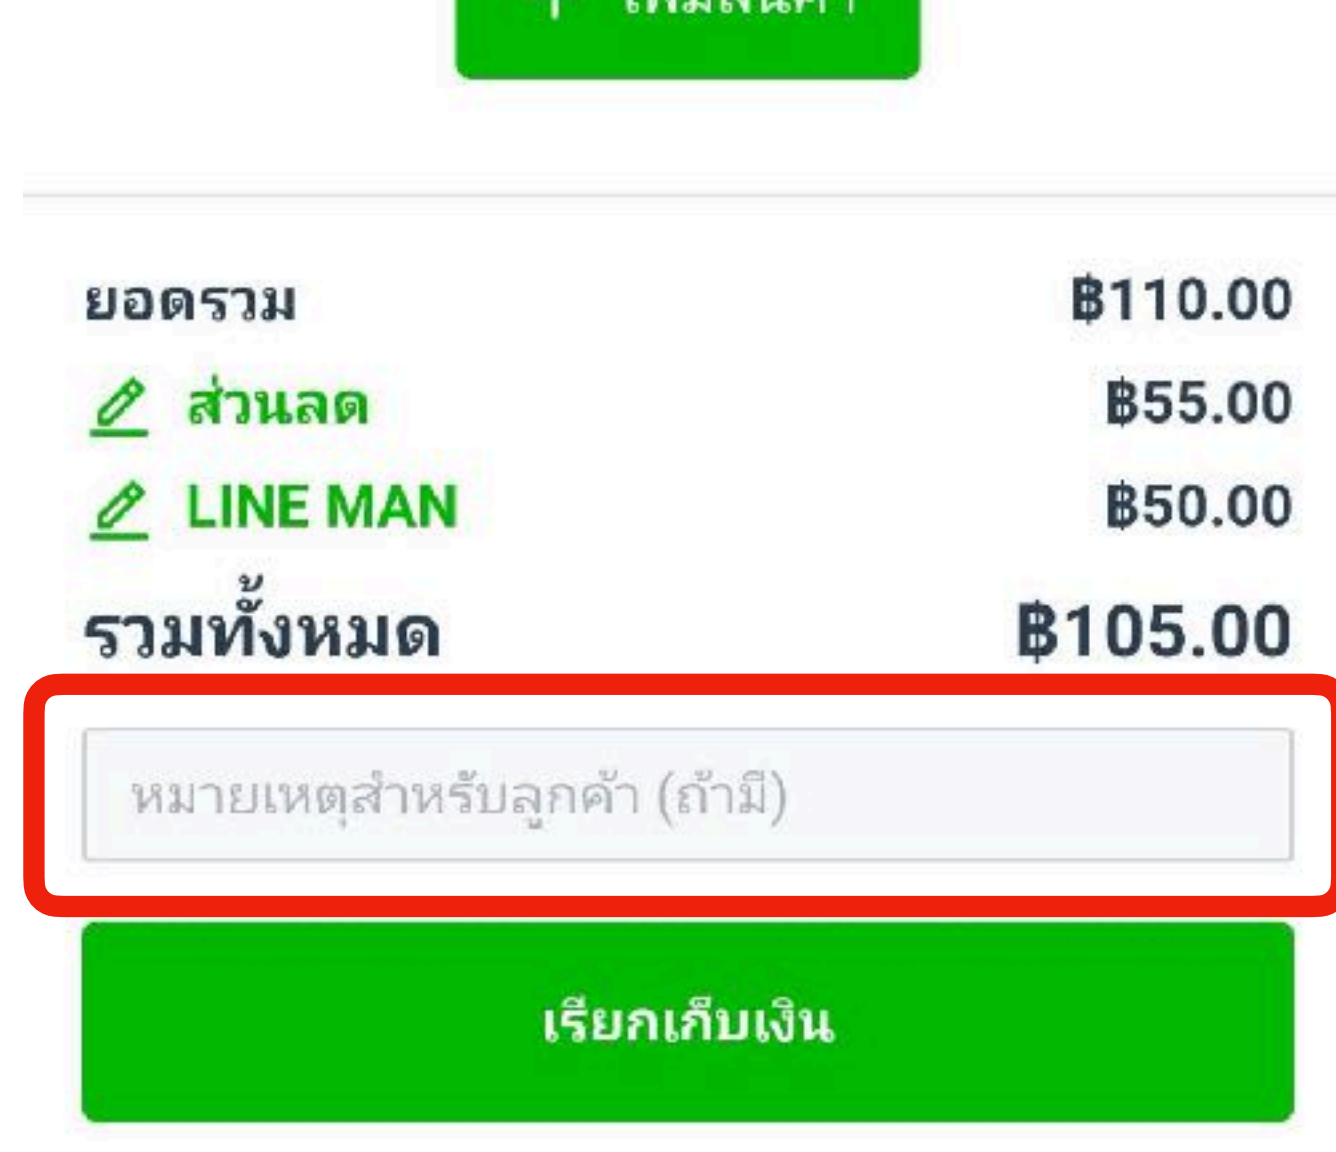 ยอดรวม ฿110.00
ส่วนลด ฿55.00
LINE MAN ฿50.00
รวมทั้งหมด ฿105.00
หมายเหตุสำหรับลูกค้า (ถ้ามี)
เรียกเก็บเงิน